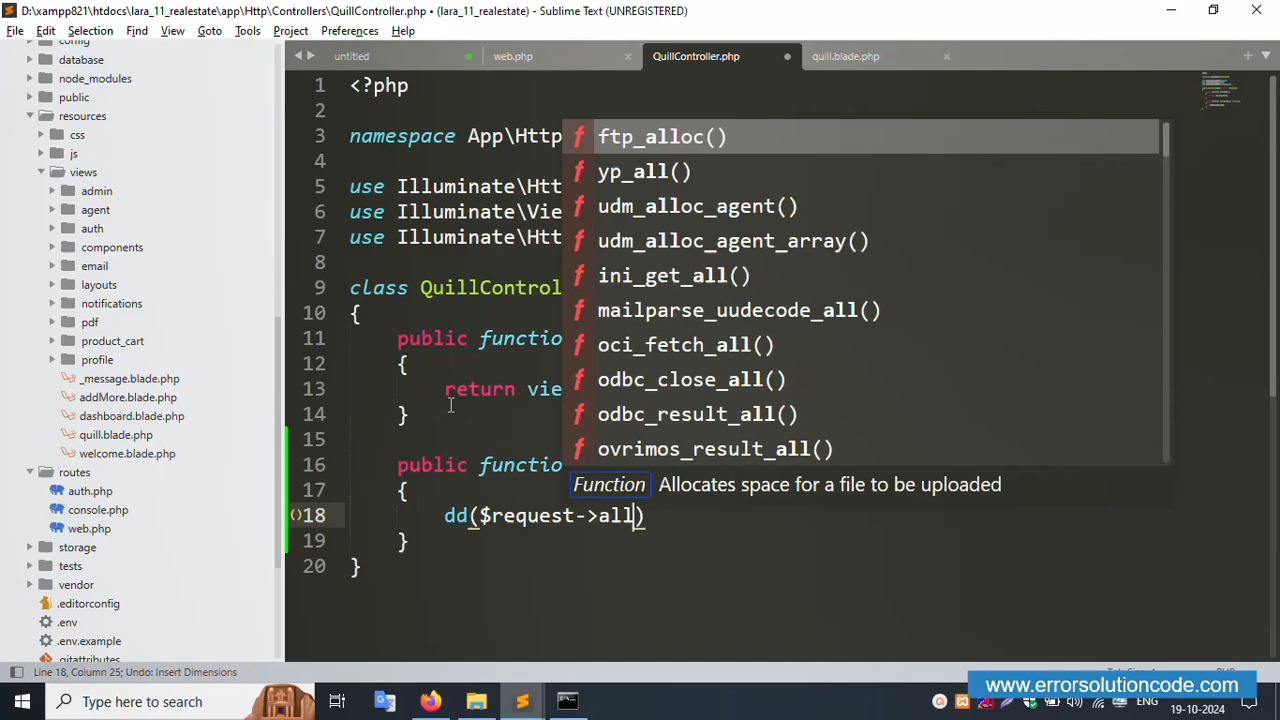 D:\xampp821\htdocs\lara_11_realestate\app\Http\Controllers\QuillController.php • (lara_11_realestate) - Sublime Text (UNREGISTERED)
File Edit Selection Find View Goto Tools Project Preferences Help
untitled web.php QuillController.php quill.blade.php
config
database
node_modules
public
resources
css
js
views
admin
agent
auth
components
email
layouts
notifications
pdf
product_cart
profile
_message.blade.php
addMore.blade.php
dashboard.blade.php
quill.blade.php
welcome.blade.php
routes
auth.php
console.php
web.php
storage
tests
vendor
.editorconfig
.env
.env.example
.gitattributes
1 <?php
2
3 namespace App\Http
4
5 use Illuminate\Htt
6 use Illuminate\Vie
7 use Illuminate\Htt
8
9 class QuillControl
10 {
11 public functio
12 {
13 return vie
14 }
15
16 public functio
17 {
18 dd($request->all)
19 }
20 }
f ftp_alloc()
f yp_all()
f udm_alloc_agent()
f udm_alloc_agent_array()
f ini_get_all()
f mailparse_uudecode_all()
f oci_fetch_all()
f odbc_close_all()
f odbc_result_all()
f ovrimos_result_all()
Function Allocates space for a file to be uploaded
Line 18, Column 25; Undo: Insert Dimensions
www.errorsolutioncode.com
Type here to search
ENG
19-10-2024